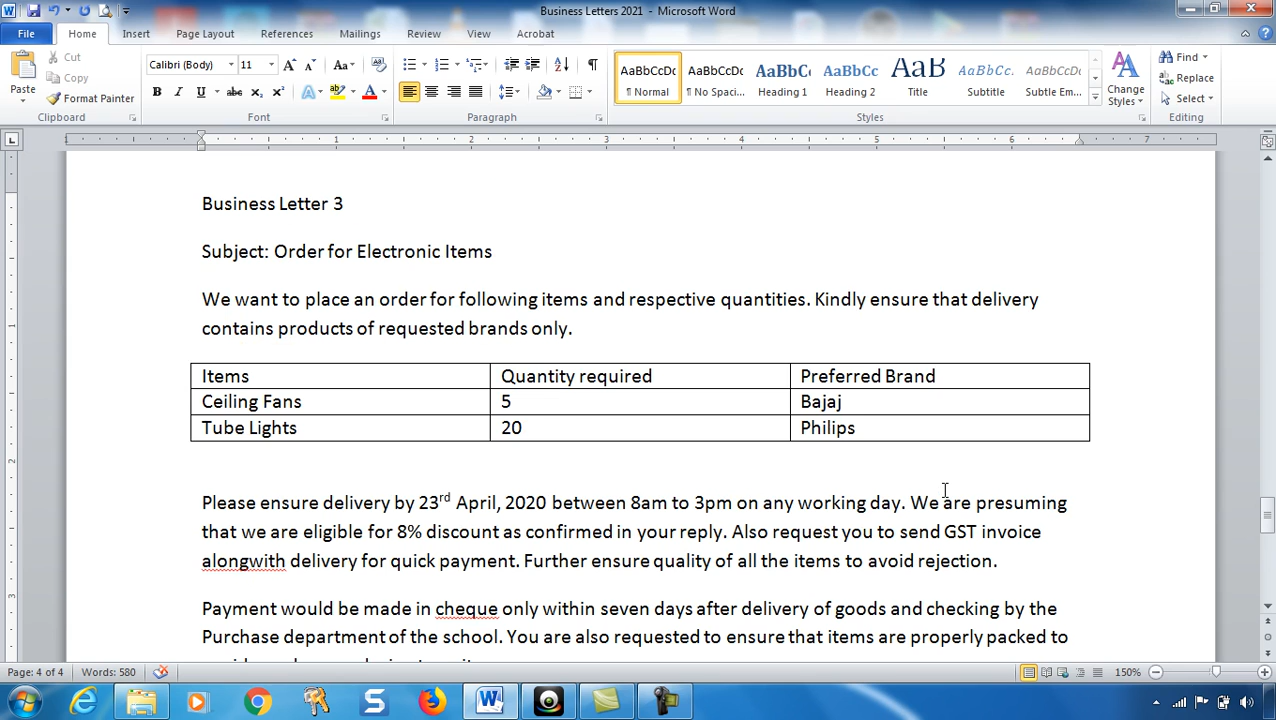 Business Letters 2021 - Microsoft Word
File Home Insert Page Layout References Mailings Review View Acrobat
Cut
Copy
Paste
Format Painter
Clipboard
Calibri (Body) 11
Font
Paragraph
AaBbCcDc AaBbCcDc AaBbC AaBbCc AaB AaBbCc. AaBbCcDc
¶ Normal ¶ No Spaci... Heading 1 Heading 2 Title Subtitle Subtle Em...
Styles
Change
Styles
Find
Replace
Select
Editing
1 2 3 4 5 6 7
Business Letter 3
Subject: Order for Electronic Items
We want to place an order for following items and respective quantities. Kindly ensure that delivery
contains products of requested brands only.
Items Quantity required Preferred Brand
Ceiling Fans 5 Bajaj
Tube Lights 20 Philips
Please ensure delivery by 23rd April, 2020 between 8am to 3pm on any working day. We are presuming
that we are eligible for 8% discount as confirmed in your reply. Also request you to send GST invoice
alongwith delivery for quick payment. Further ensure quality of all the items to avoid rejection.
Payment would be made in cheque only within seven days after delivery of goods and checking by the
Purchase department of the school. You are also requested to ensure that items are properly packed to
Page: 4 of 4 Words: 580 150%